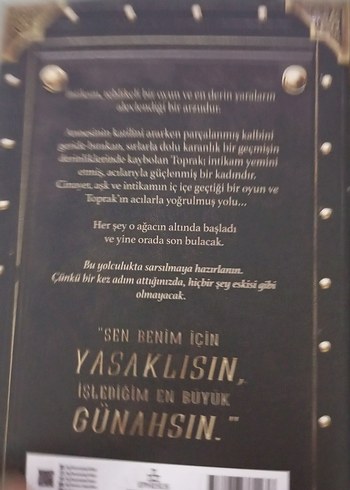 İntikam, tehlikeli bir oyun ve en derin yaraların
alevlendiği bir arzudur.
Annesinin katilini ararken parçalanmış kalbini
geride bırakan, sırlarla dolu karanlık bir geçmişin
derinliklerinde kaybolan Toprak; intikam yemini
etmiş, acılarıyla güçlenmiş bir kadındır.
Cinayet, aşk ve intikamın iç içe geçtiği bir oyun ve
Toprak'ın acılarla yoğrulmuş yolu...
Her şey o ağacın altında başladı
ve yine orada son bulacak.
Bu yolculukta sarsılmaya hazırlanın.
Çünkü bir kez adım attığınızda, hiçbir şey eskisi gibi
olmayacak.
"SEN BENİM İÇİN
YASAKLISIN,
İŞLEDİĞİM EN BÜYÜK
GÜNAHSIN."